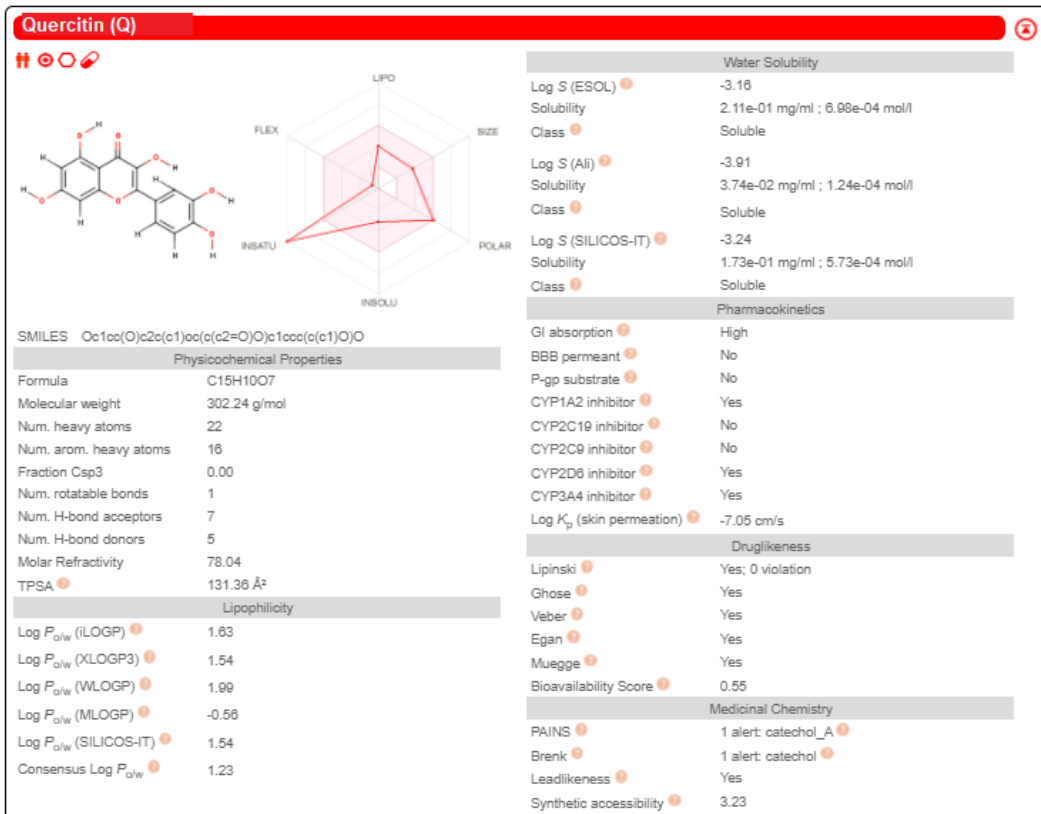 Quercitin (Q)
LIPO
FLEX
SIZE
INSATU
POLAR
INSOLU
SMILES Oc1cc(O)c2c(c1)oc(c(c2=O)O)c1ccc(c(c1)O)O
Physicochemical Properties
Formula C15H10O7
Molecular weight 302.24 g/mol
Num. heavy atoms 22
Num. arom. heavy atoms 16
Fraction Csp3 0.00
Num. rotatable bonds 1
Num. H-bond acceptors 7
Num. H-bond donors 5
Molar Refractivity 78.04
TPSA ? 131.36 Å²
Lipophilicity
Log Po/w (iLOGP) ? 1.63
Log Po/w (XLOGP3) ? 1.54
Log Po/w (WLOGP) ? 1.99
Log Po/w (MLOGP) ? -0.56
Log Po/w (SILICOS-IT) ? 1.54
Consensus Log Po/w ? 1.23
Water Solubility
Log S (ESOL) ? -3.16
Solubility 2.11e-01 mg/ml ; 6.98e-04 mol/l
Class ? Soluble
Log S (Ali) ? -3.91
Solubility 3.74e-02 mg/ml ; 1.24e-04 mol/l
Class ? Soluble
Log S (SILICOS-IT) ? -3.24
Solubility 1.73e-01 mg/ml ; 5.73e-04 mol/l
Class ? Soluble
Pharmacokinetics
GI absorption ? High
BBB permeant ? No
P-gp substrate ? No
CYP1A2 inhibitor ? Yes
CYP2C19 inhibitor ? No
CYP2C9 inhibitor ? No
CYP2D6 inhibitor ? Yes
CYP3A4 inhibitor ? Yes
Log Kp (skin permeation) ? -7.05 cm/s
Druglikeness
Lipinski ? Yes; 0 violation
Ghose ? Yes
Veber ? Yes
Egan ? Yes
Muegge ? Yes
Bioavailability Score ? 0.55
Medicinal Chemistry
PAINS ? 1 alert: catechol_A ?
Brenk ? 1 alert: catechol ?
Leadlikeness ? Yes
Synthetic accessibility ? 3.23